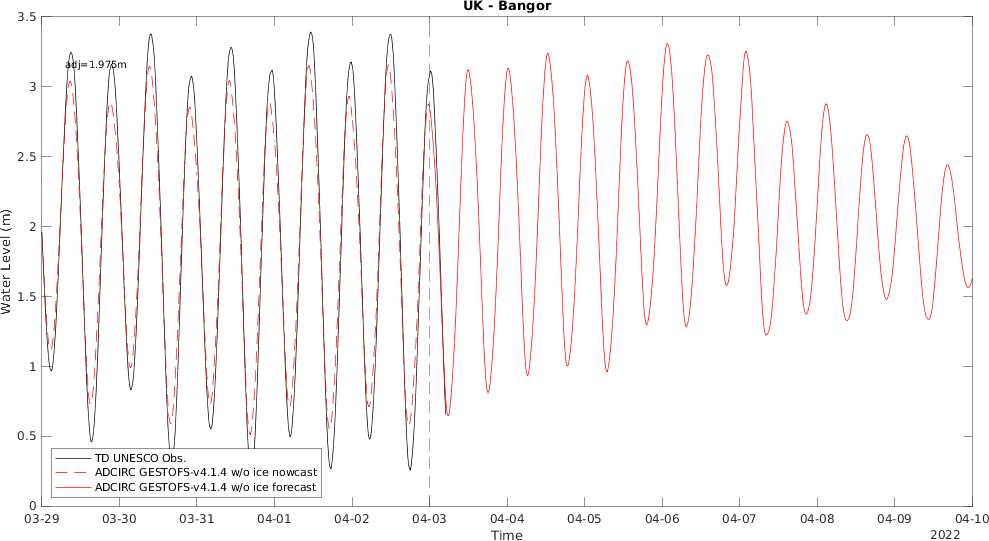 UK - Bangor
3.5
3
2.5
2
1.5
1
0.5
0
Water Level (m)
adj=1.975m
TD UNESCO Obs.
ADCIRC GESTOFS-v4.1.4 w/o ice nowcast
ADCIRC GESTOFS-v4.1.4 w/o ice forecast
03-29 03-30 03-31 04-01 04-02 04-03 04-04 04-05 04-06 04-07 04-08 04-09 04-10
Time
2022